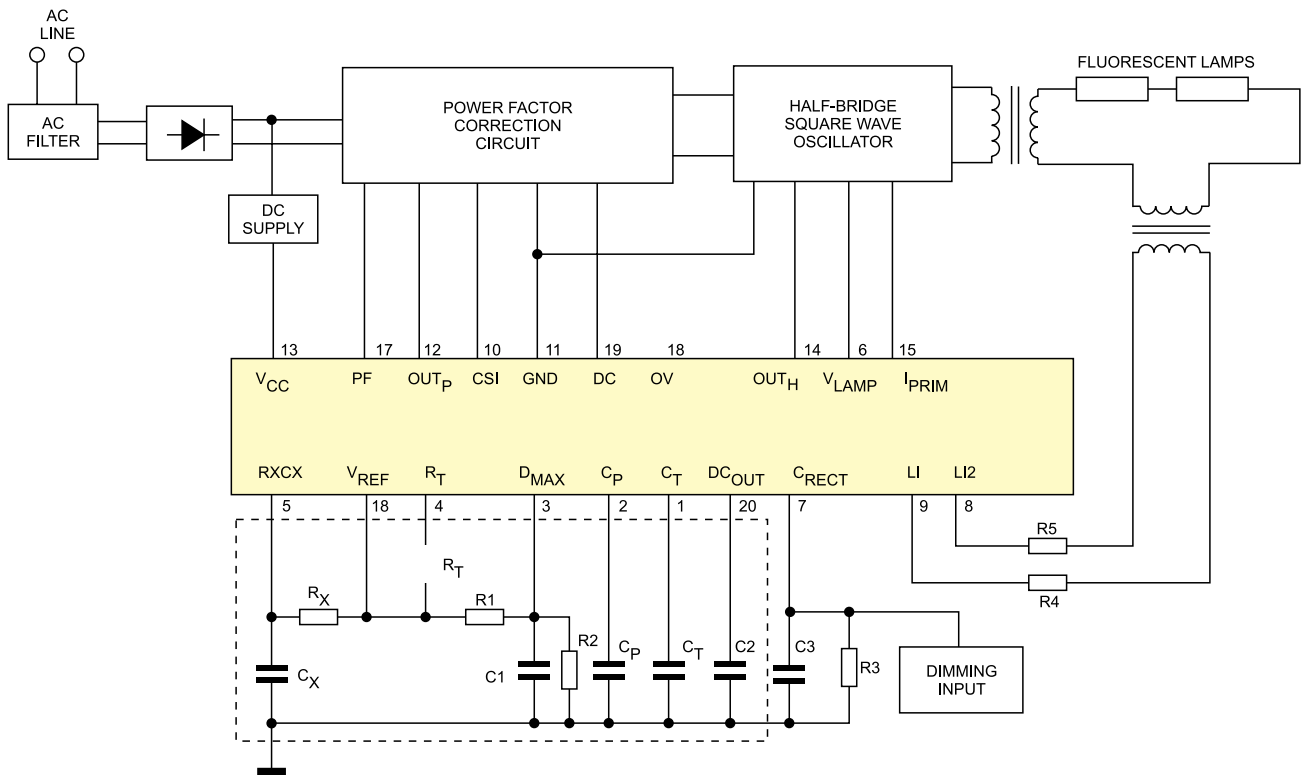 AC
LINE
AC
FILTER
DC
SUPPLY
POWER FACTOR
CORRECTION
CIRCUIT
HALF-BRIDGE
SQUARE WAVE
OSCILLATOR
FLUORESCENT LAMPS
13 17 12 10 11 19 18 14 6 15
VCC PF OUTP CSI GND DC OV OUTH VLAMP IPRIM
RXCX VREF RT DMAX CP CT DCOUT CRECT LI LI2
5 18 4 3 2 1 20 7 9 8
R5
R4
RT
RX R1
R2
CX C1 CP CT C2 C3 R3
DIMMING
INPUT